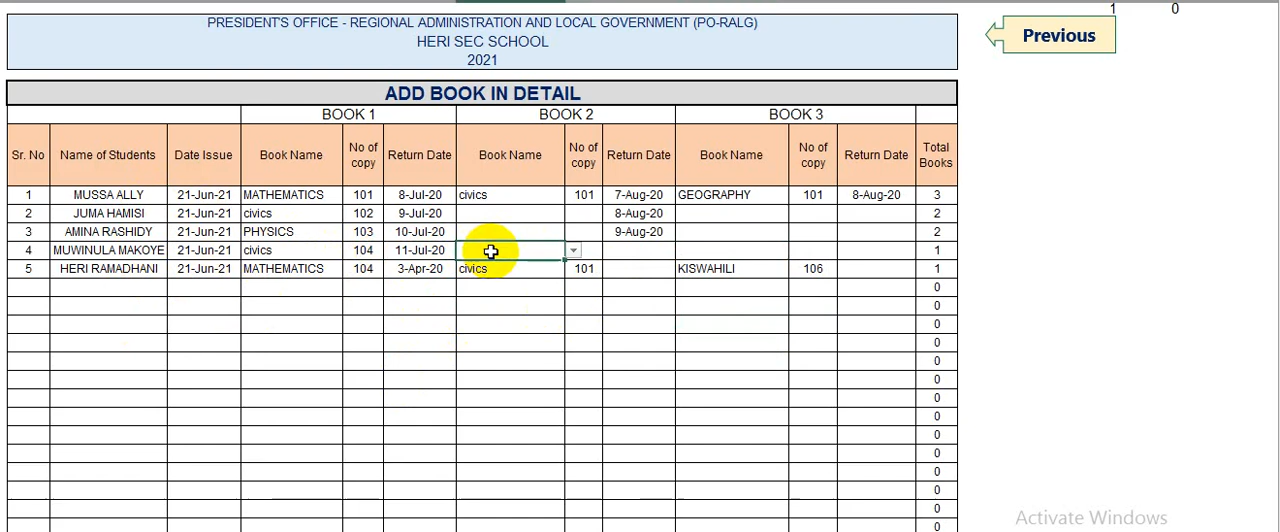 1 0
PRESIDENT'S OFFICE - REGIONAL ADMINISTRATION AND LOCAL GOVERNMENT (PO-RALG)
HERI SEC SCHOOL
2021
Previous
ADD BOOK IN DETAIL
BOOK 1 BOOK 2 BOOK 3
Sr. No Name of Students Date Issue Book Name No of copy Return Date Book Name No of copy Return Date Book Name No of copy Return Date Total Books
1 MUSSA ALLY 21-Jun-21 MATHEMATICS 101 8-Jul-20 civics 101 7-Aug-20 GEOGRAPHY 101 8-Aug-20 3
2 JUMA HAMISI 21-Jun-21 civics 102 9-Jul-20 8-Aug-20 2
3 AMINA RASHIDY 21-Jun-21 PHYSICS 103 10-Jul-20 9-Aug-20 2
4 MUWINULA MAKOYE 21-Jun-21 civics 104 11-Jul-20 1
5 HERI RAMADHANI 21-Jun-21 MATHEMATICS 104 3-Apr-20 civics 101 KISWAHILI 106 1
0
0
0
0
0
0
0
0
0
0
0
0
0
0
Activate Windows